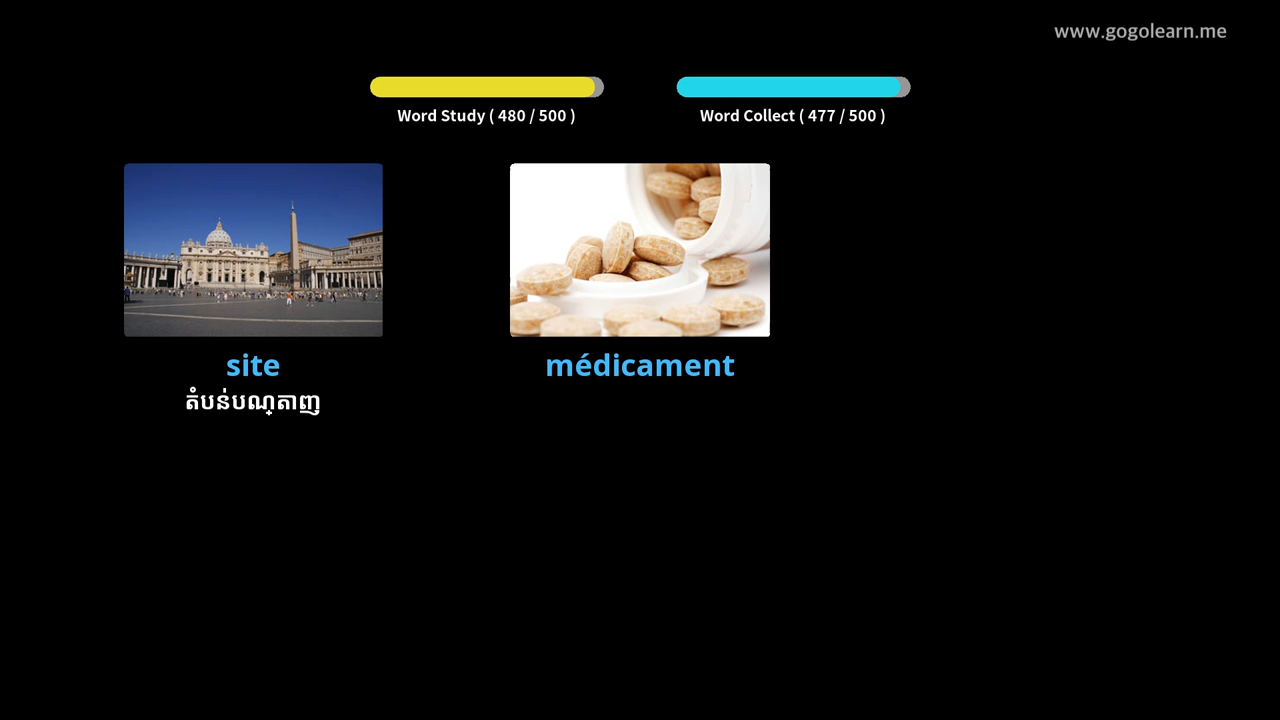 www.gogolearn.me
Word Study ( 480 / 500 )
Word Collect ( 477 / 500 )
site
តំបន់បណ្តាញ
médicament